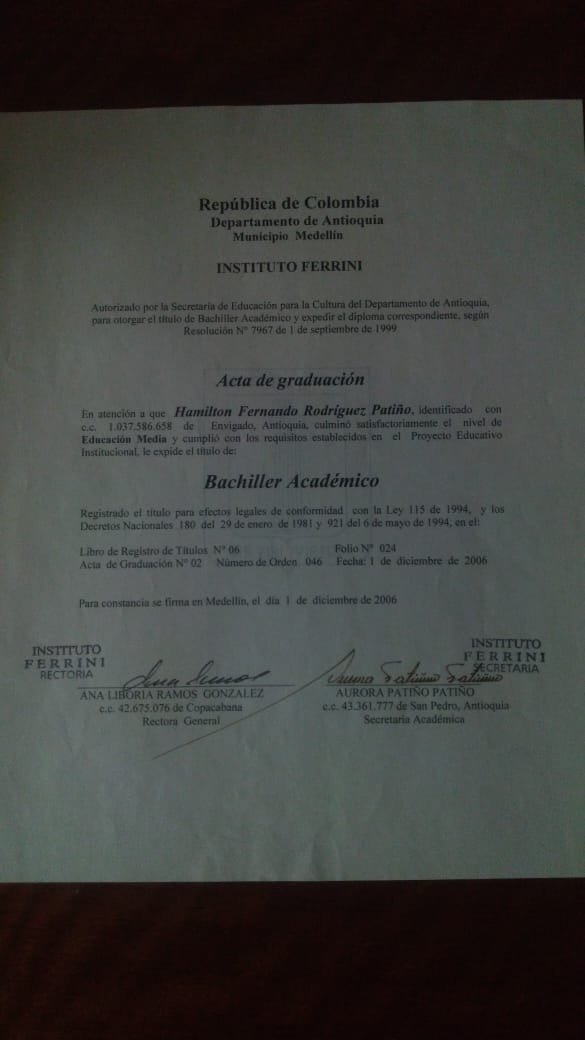 República de Colombia
Departamento de Antioquia
Municipio Medellín
INSTITUTO FERRINI
Autorizado por la Secretaría de Educación para la Cultura del Departamento de Antioquia,
para otorgar el título de Bachiller Académico y expedir el diploma correspondiente, según
Resolución N° 7967 de 1 de septiembre de 1999
Acta de graduación
En atención a que Hamilton Fernando Rodríguez Patiño, identificado con
c.c. 1.037.586.658 de Envigado, Antioquia, culminó satisfactoriamente el nivel de
Educación Media y cumplió con los requisitos establecidos en el Proyecto Educativo
Institucional, le expide el título de:
Bachiller Académico
Registrado el título para efectos legales de conformidad con la Ley 115 de 1994, y los
Decretos Nacionales 180 del 29 de enero de 1981 y 921 del 6 de mayo de 1994, en el:
Libro de Registro de Títulos N° 06 Folio N° 024
Acta de Graduación N° 02 Número de Orden 046 Fecha: 1 de diciembre de 2006
Para constancia se firma en Medellín, el día 1 de diciembre de 2006
INSTITUTO
FERRINI
RECTORIA
INSTITUTO
FERRINI
SECRETARIA
Ana Ramos
Aurora Patiño Patiño
ANA LIBORIA RAMOS GONZALEZ
c.c. 42.675.076 de Copacabana
Rectora General
AURORA PATIÑO PATIÑO
c.c. 43.361.777 de San Pedro, Antioquia
Secretaria Académica